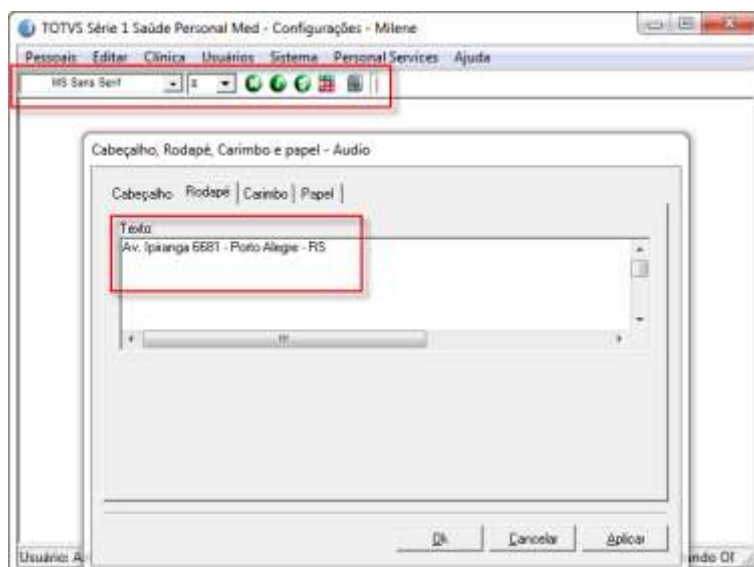 TOTVS Série 1 Saúde Personal Med - Configurações - Milene
Pessoais Editar Clínica Usuários Sistema Personal Services Ajuda
MS Sans Serif
Cabeçalho, Rodapé, Carimbo e papel - Audio
Cabeçalho Rodapé Carimbo Papel
Texto:
Av. Ipiranga 6681 - Porto Alegre - RS
Ok Cancelar Aplicar
Usuário: